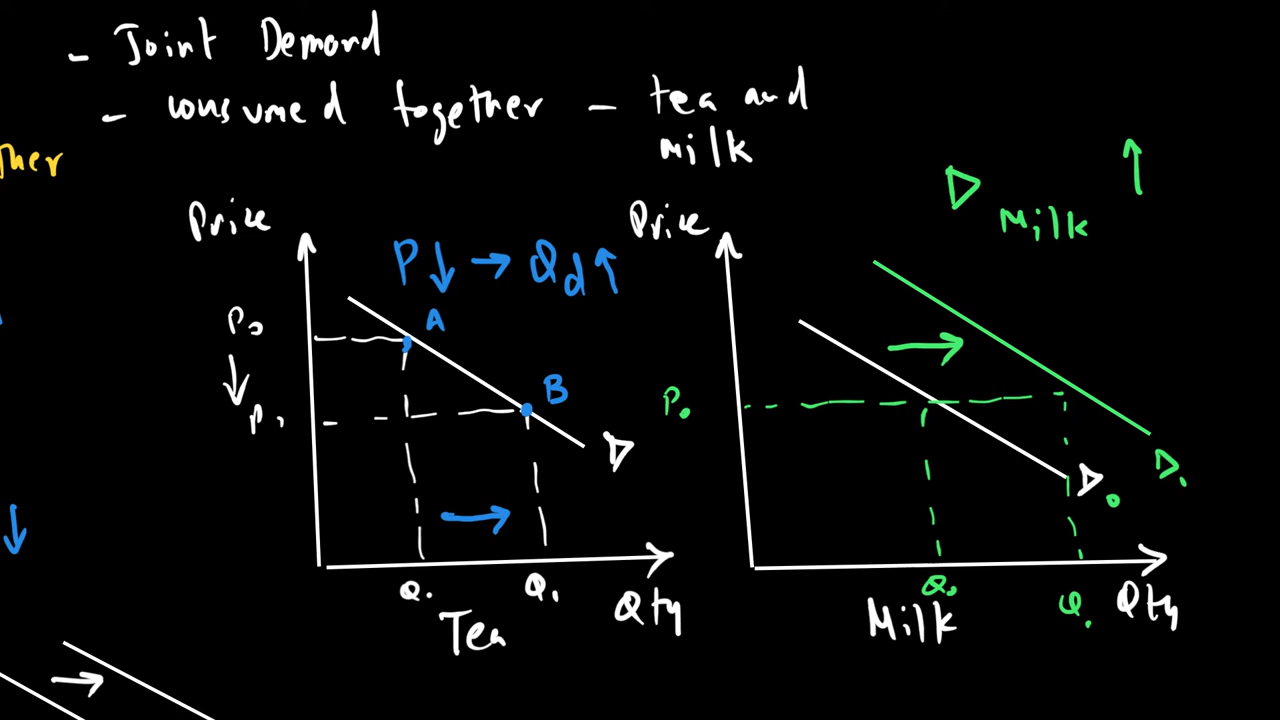 - Joint Demand
- consumed together - tea and
milk
ther
Price
P ↓ → Qd ↑
P₀
↓
P₁
A
B
D
→
Q₀
Q₁
Qty
Tea
Price
D Milk ↑
P₀
→
D₁
D₀
Q₀
Q₁
Qty
Milk
↓
→